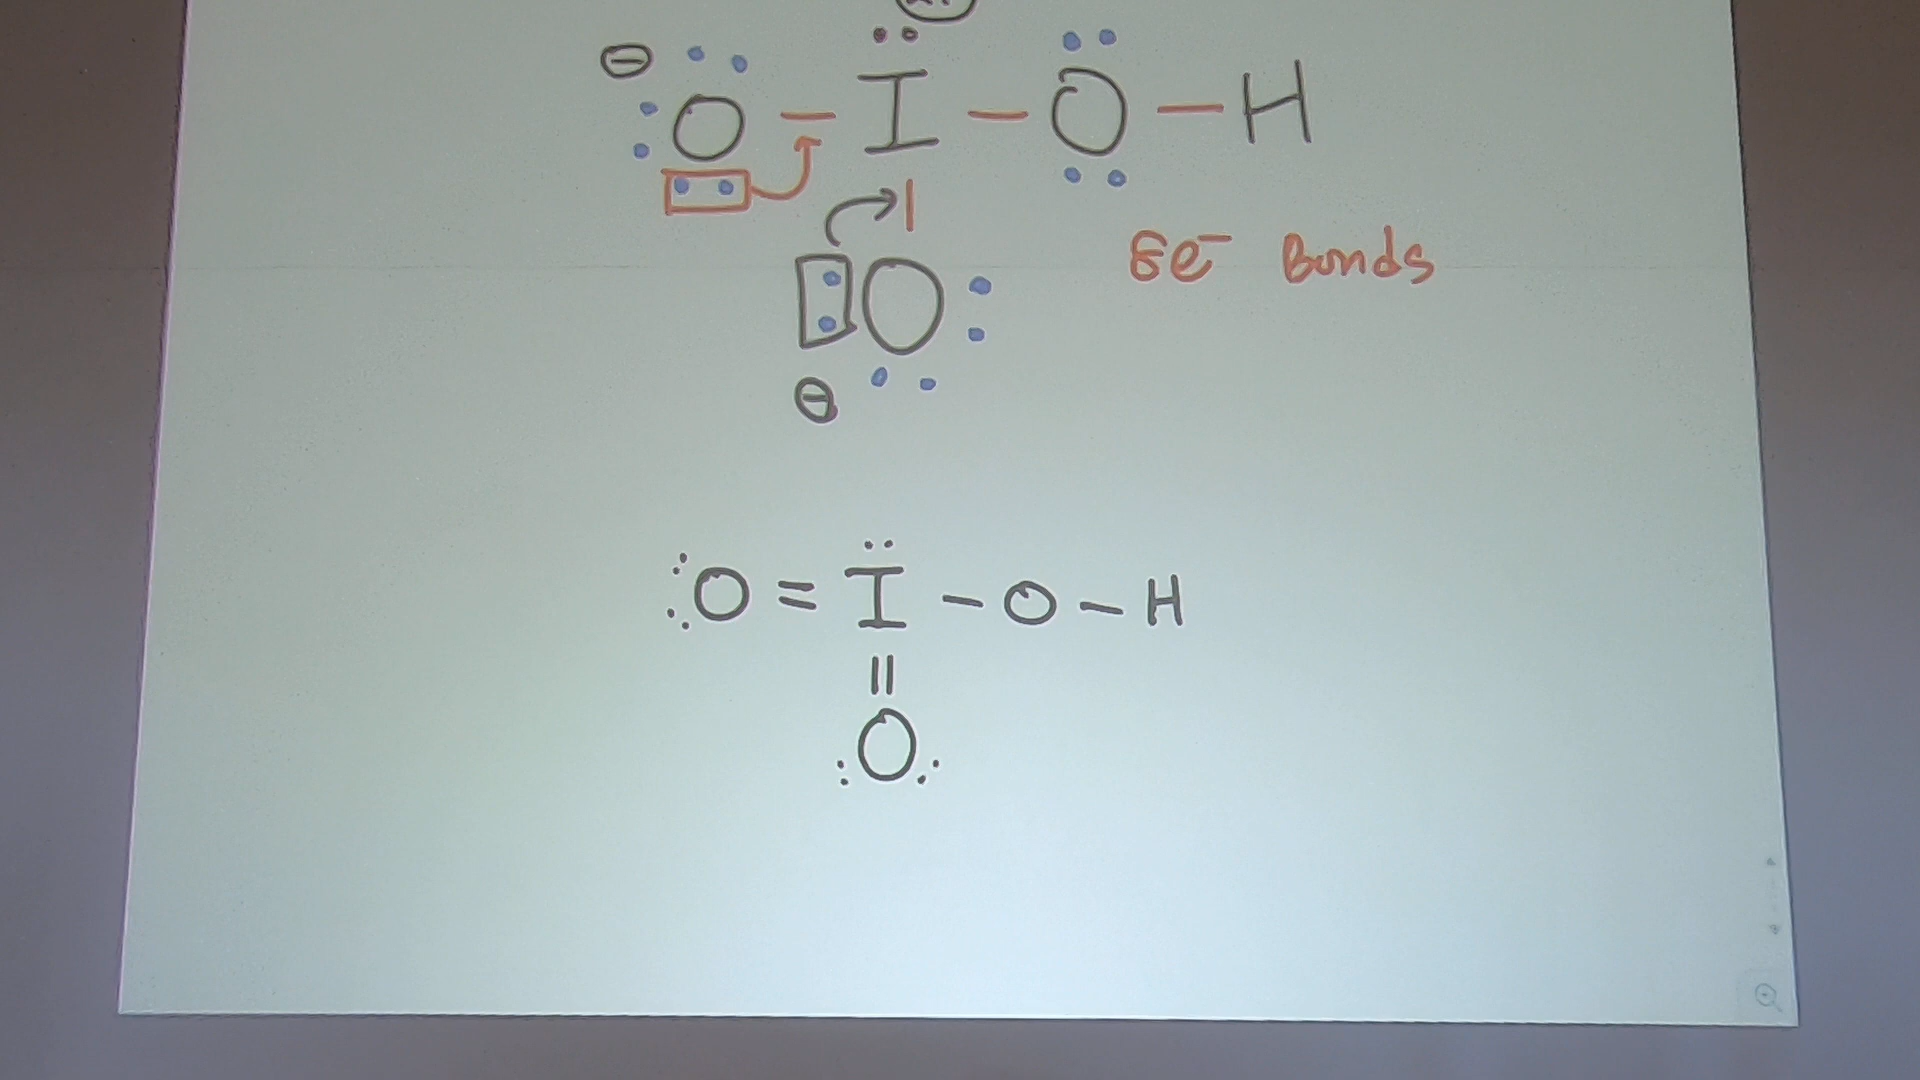 ⊖
O – I – O – H
O
8e⁻ Bonds
⊖
O = I – O – H
||
O